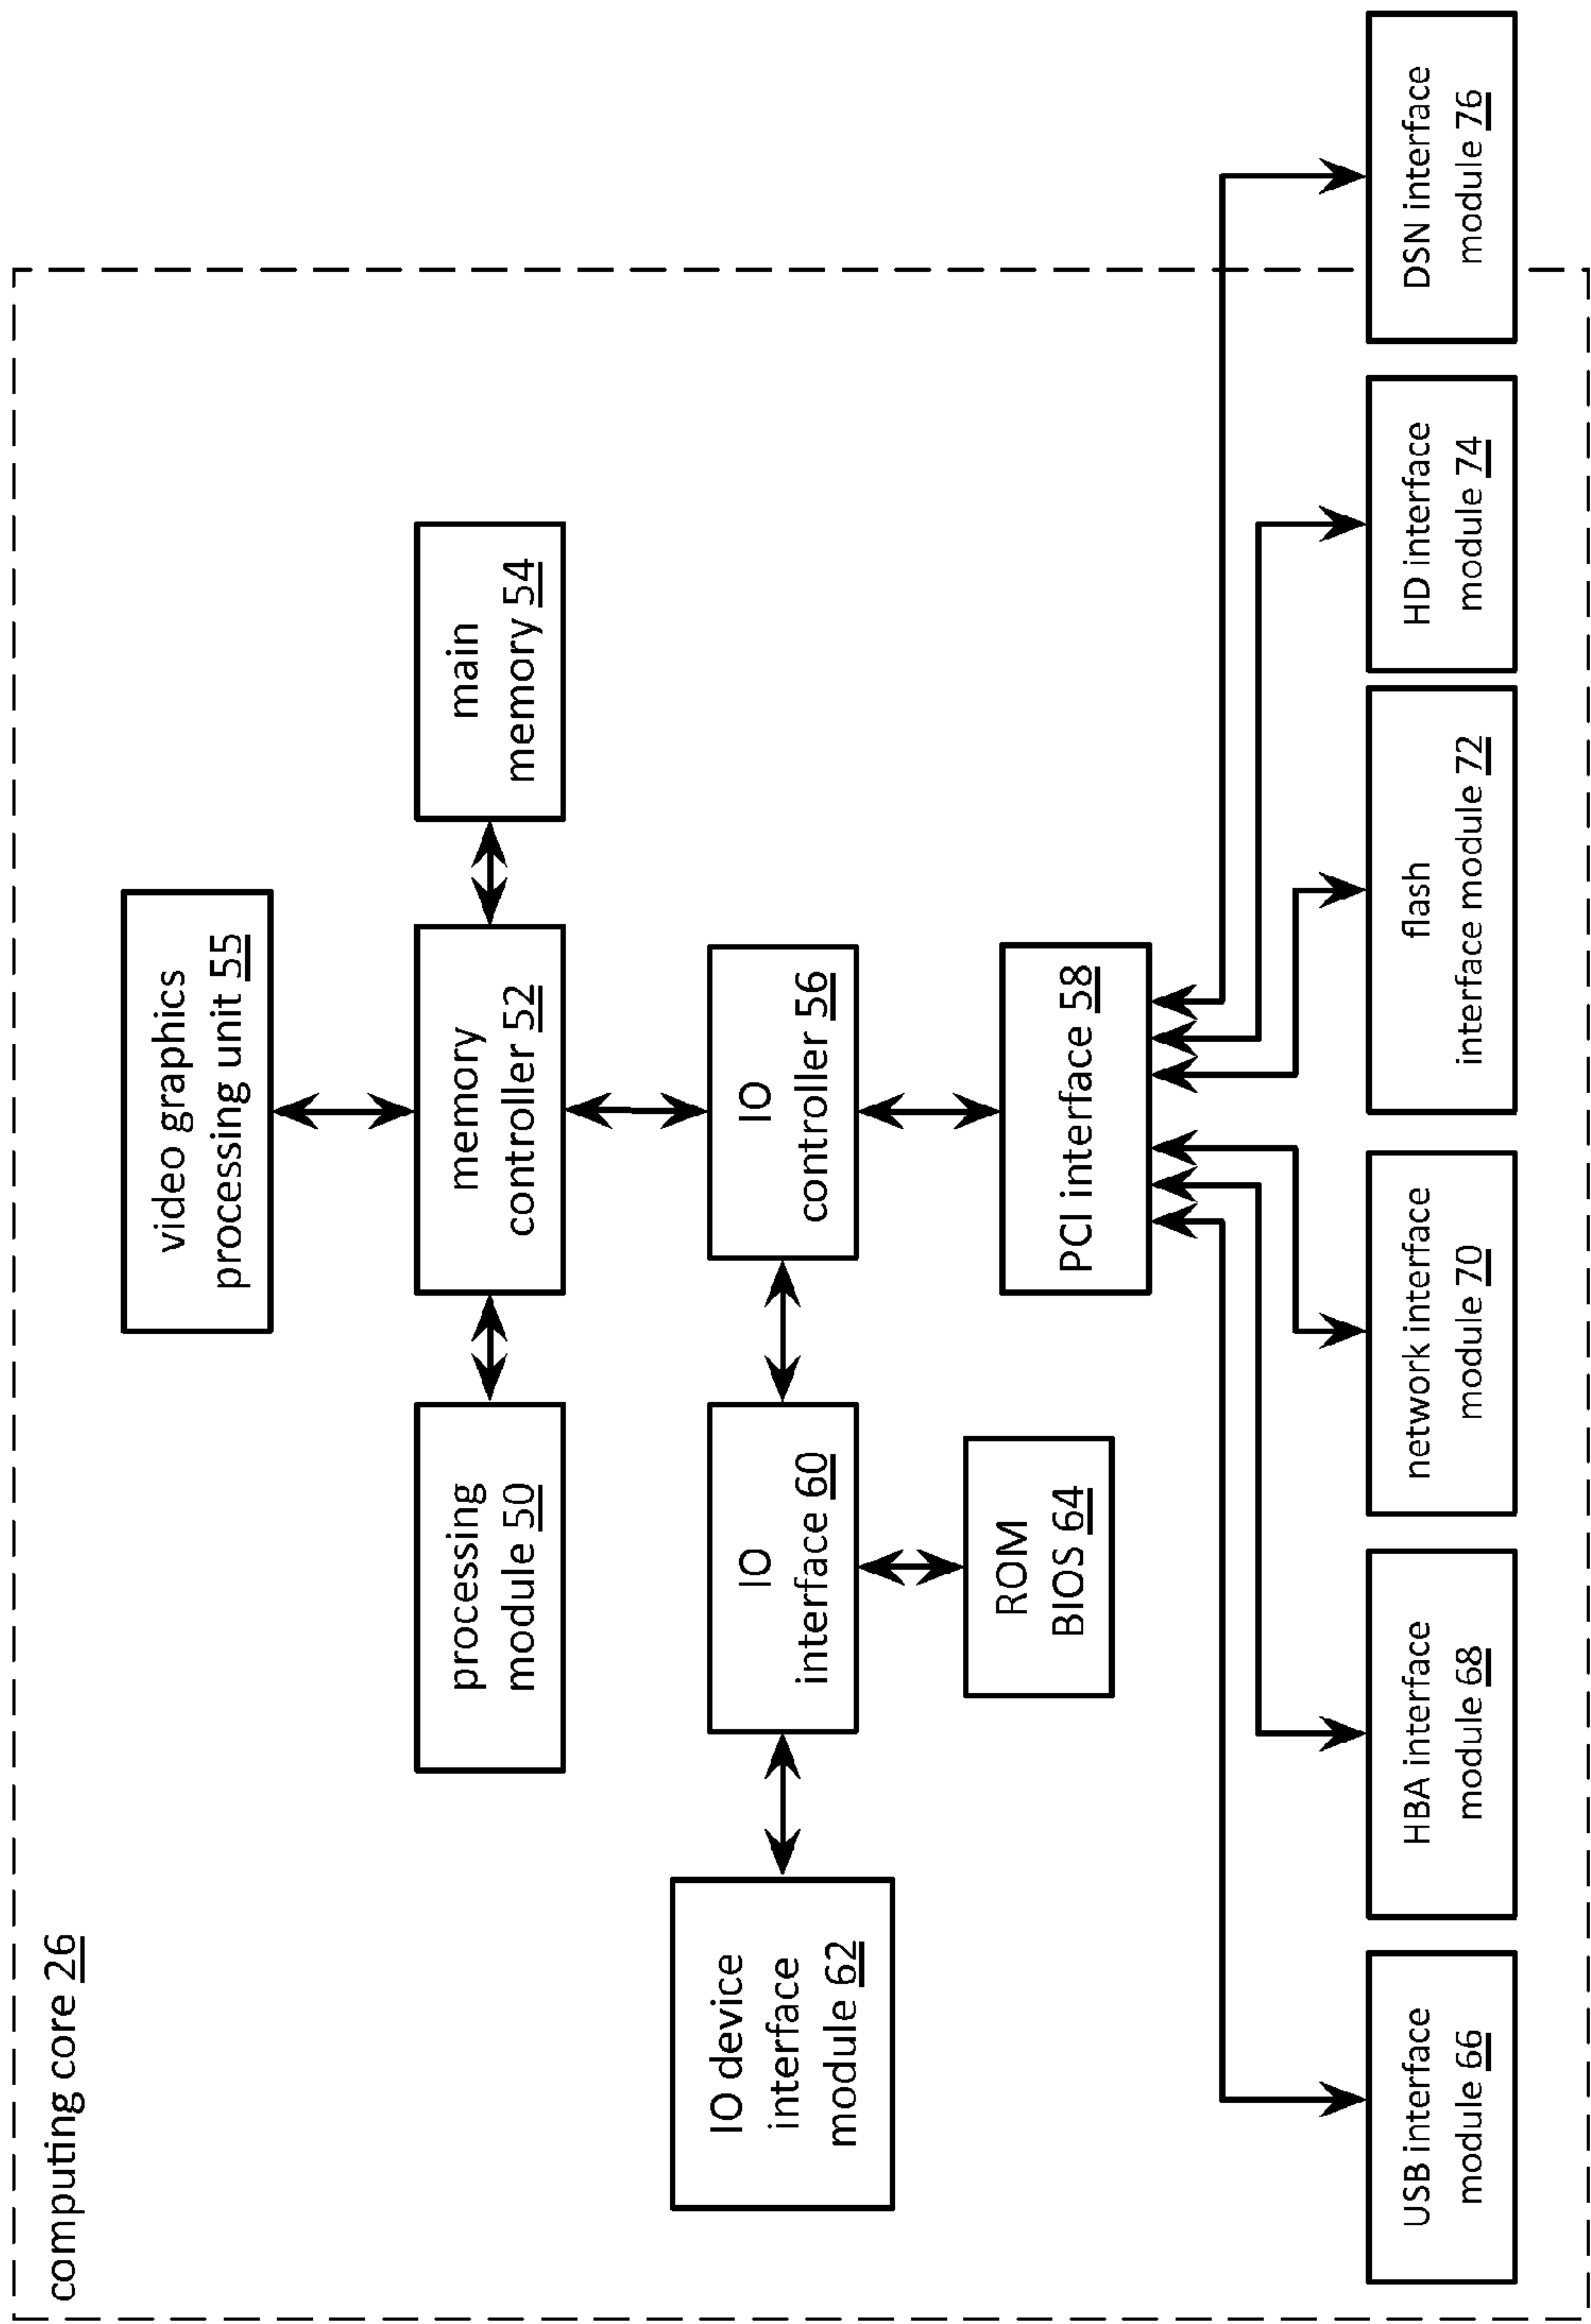 computing core 26
video graphics
processing unit 55
processing
module 50
memory
controller 52
main
memory 54
IO device
interface
module 62
IO
interface 60
IO
controller 56
ROM
BIOS 64
PCI interface 58
USB interface
module 66
HBA interface
module 68
network interface
module 70
flash
interface module 72
HD interface
module 74
DSN interface
module 76